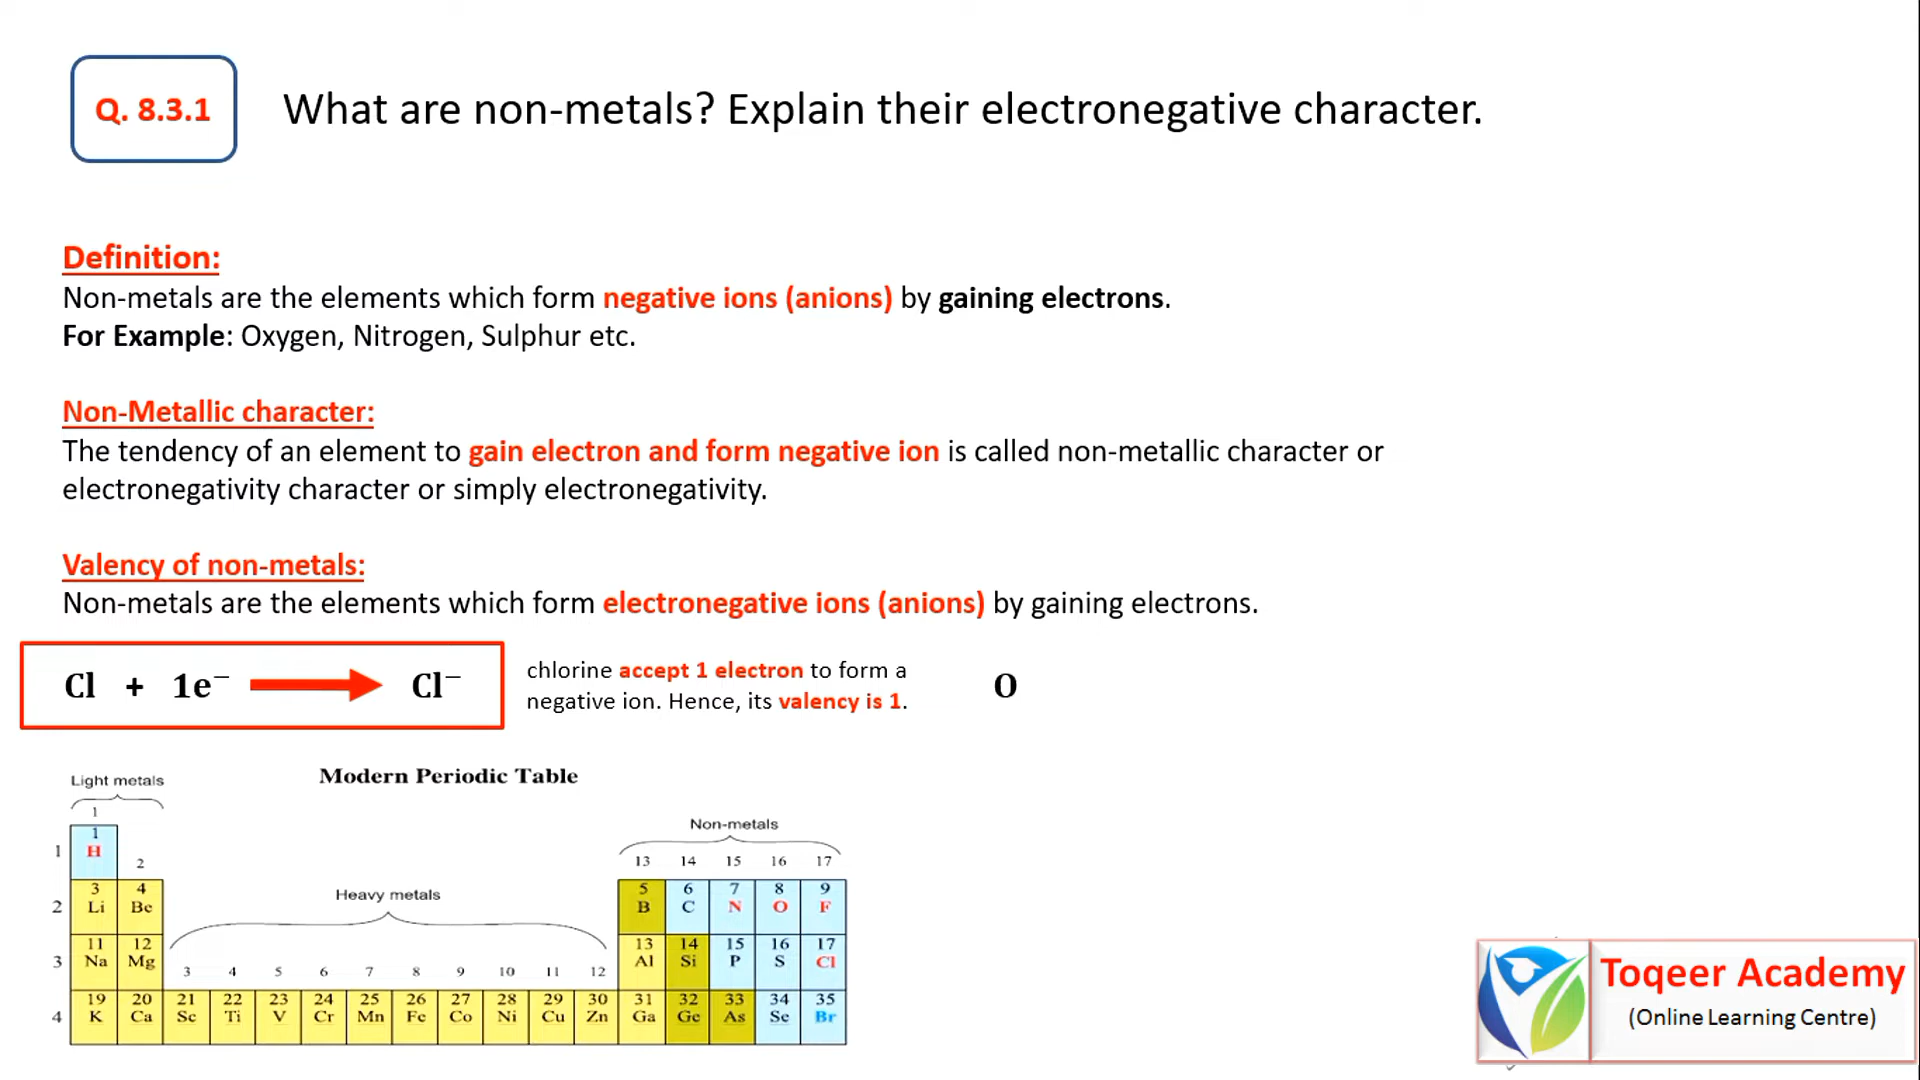 Q. 8.3.1
What are non-metals? Explain their electronegative character.
Definition:
Non-metals are the elements which form negative ions (anions) by gaining electrons.
For Example: Oxygen, Nitrogen, Sulphur etc.
Non-Metallic character:
The tendency of an element to gain electron and form negative ion is called non-metallic character or
electronegativity character or simply electronegativity.
Valency of non-metals:
Non-metals are the elements which form electronegative ions (anions) by gaining electrons.
Cl + 1e⁻ → Cl⁻
chlorine accept 1 electron to form a
negative ion. Hence, its valency is 1.
O
Modern Periodic Table
Light metals
1
Non-metals
13 14 15 16 17
1
1 H
2
Heavy metals
2
3 4 5 6 7 8 9
Li Be B C N O F
3 4 5 6 7 8 9 10 11 12
3
11 12 13 14 15 16 17
Na Mg Al Si P S Cl
4
19 20 21 22 23 24 25 26 27 28 29 30 31 32 33 34 35
K Ca Sc Ti V Cr Mn Fe Co Ni Cu Zn Ga Ge As Se Br
Toqeer Academy
(Online Learning Centre)